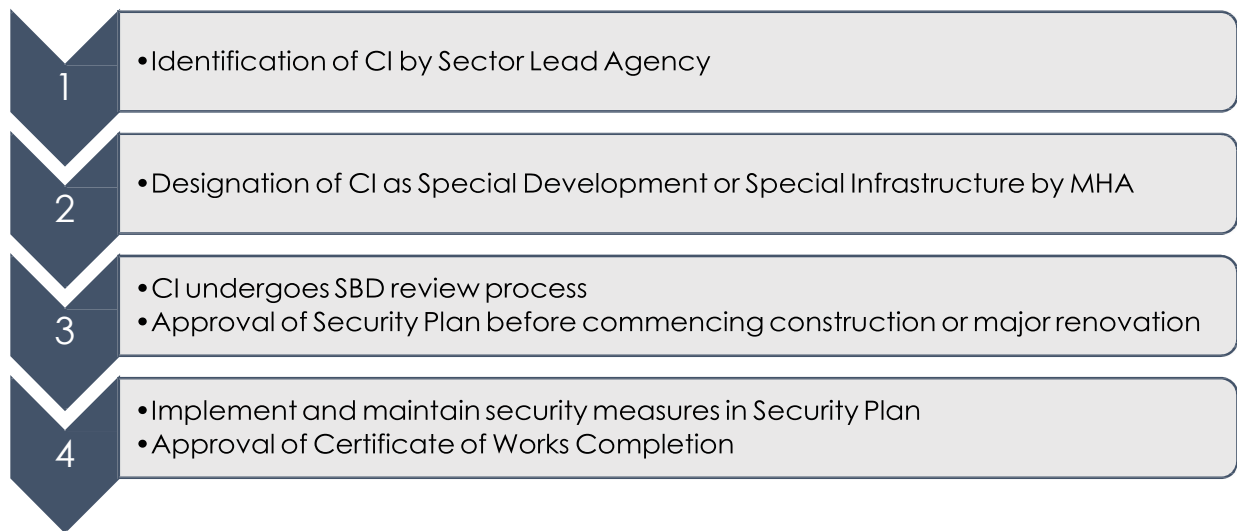 1
•Identification of CI by Sector Lead Agency
2
•Designation of CI as Special Development or Special Infrastructure by MHA
3
•CI undergoes SBD review process
•Approval of Security Plan before commencing construction or major renovation
4
•Implement and maintain security measures in Security Plan
•Approval of Certificate of Works Completion